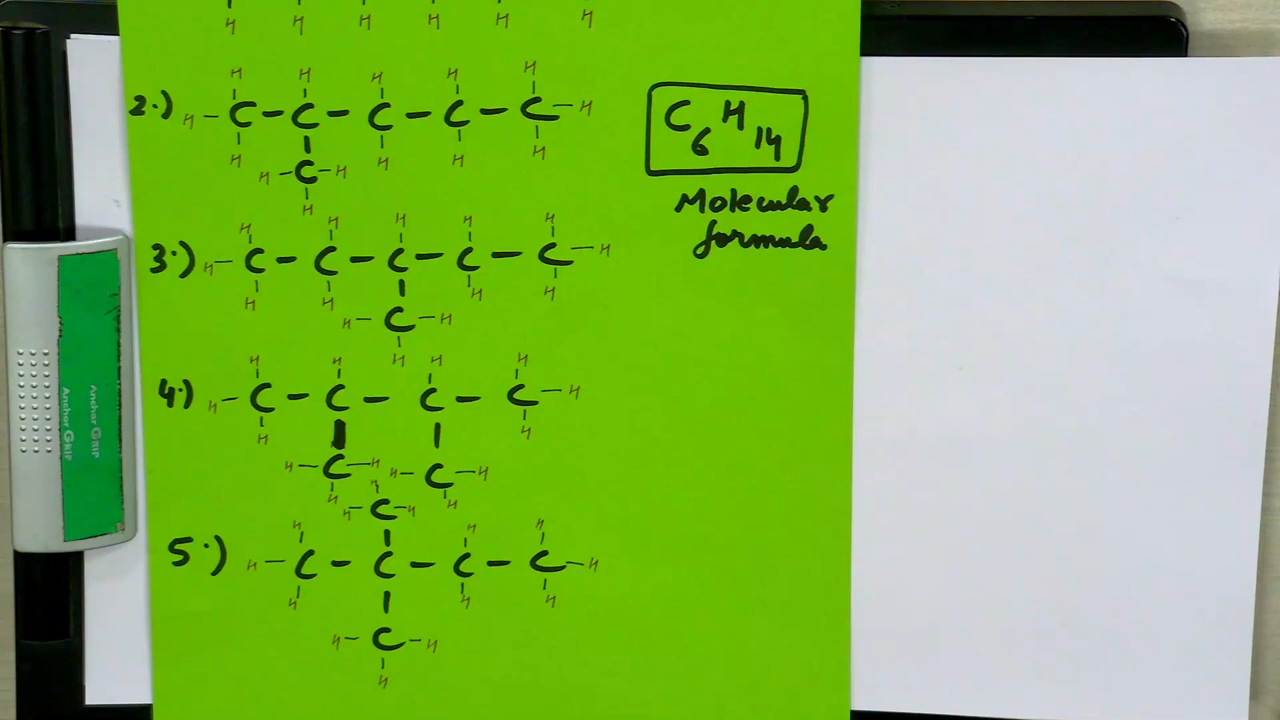 H H H H H H
2.)
H H H H H
H - C - C - C - C - C - H
H H H H
H - C - H
H
3.)
H H H H H
H - C - C - C - C - C - H
H H H H
H - C - H
H
4.)
H H H H
H - C - C - C - C - H
H H
H - C - H H - C - H
H H
5.)
H
H - C - H
H H H
H - C - C - C - C - H
H H H
H - C - H
H
C6H14
Molecular
formula
Anchor GRIP
Anchor GRIP